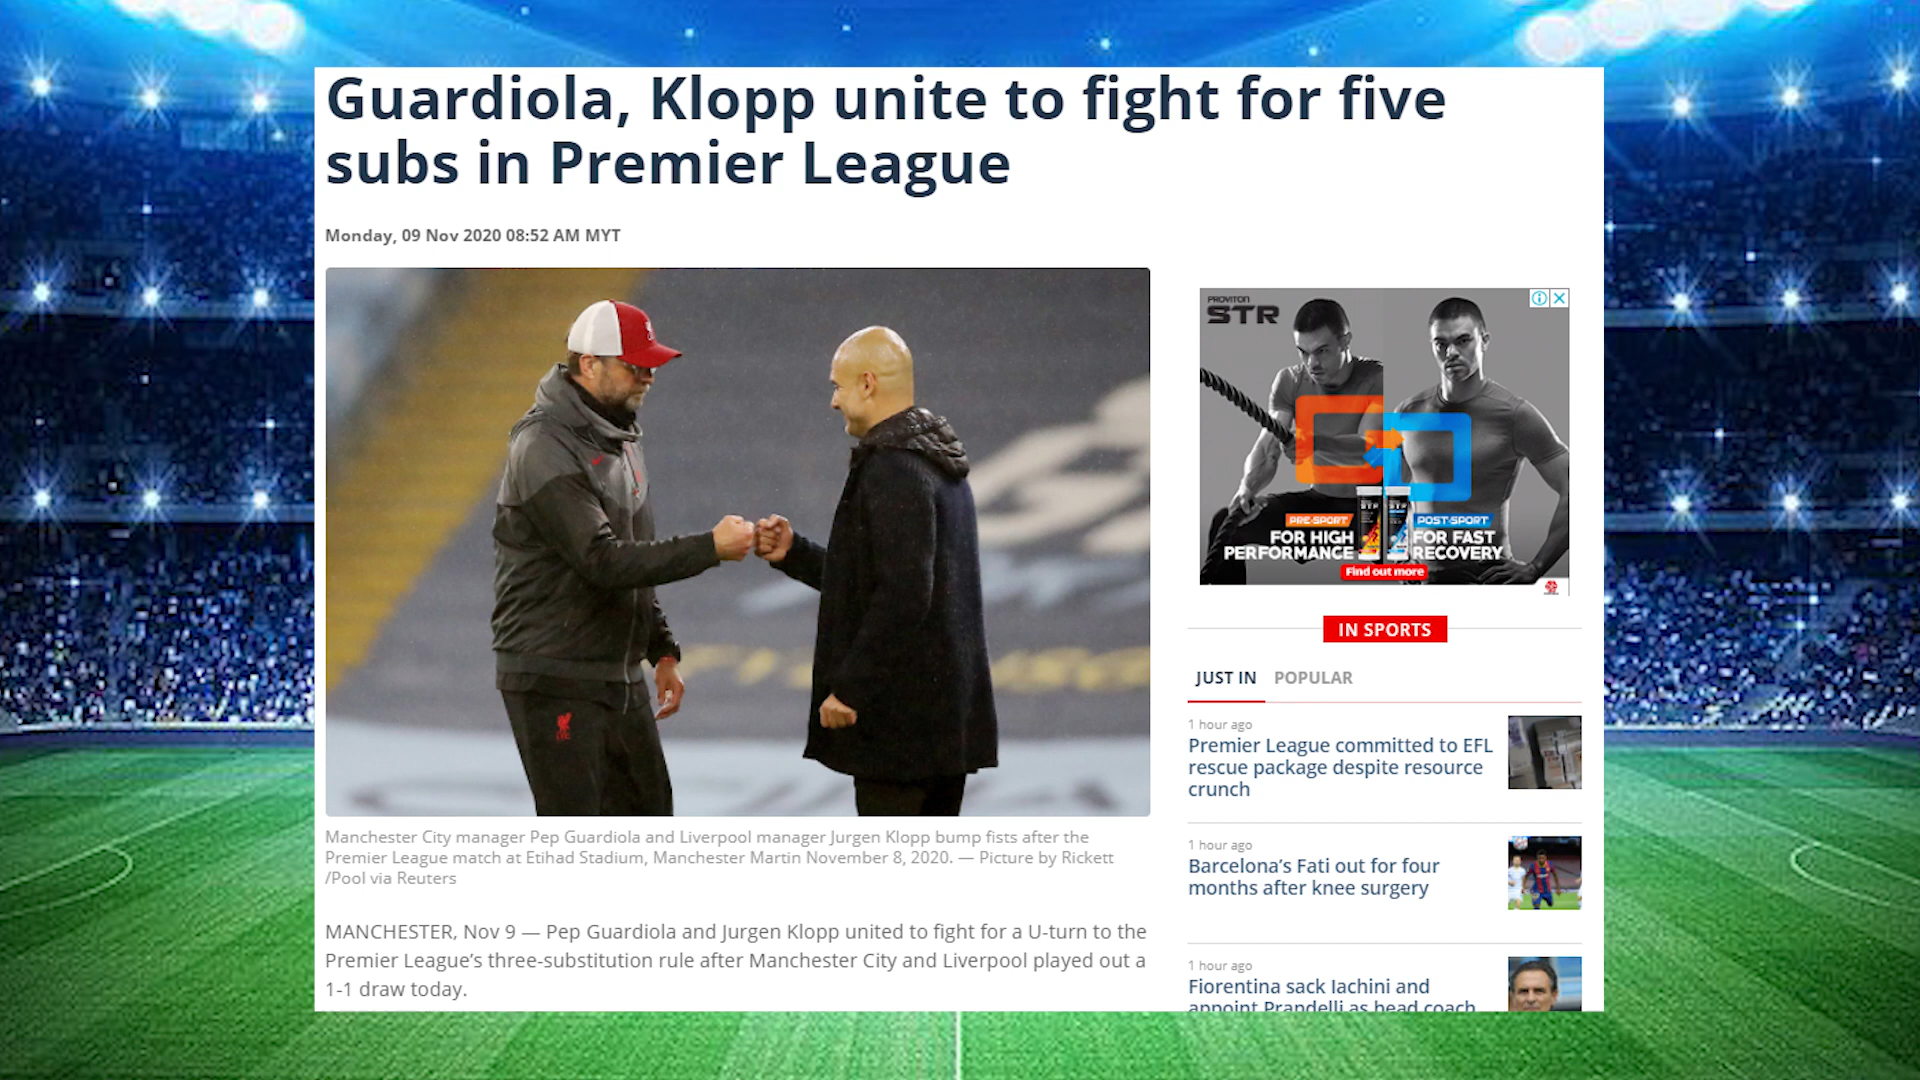 Guardiola, Klopp unite to fight for five
subs in Premier League
Monday, 09 Nov 2020 08:52 AM MYT
Manchester City manager Pep Guardiola and Liverpool manager Jurgen Klopp bump fists after the
Premier League match at Etihad Stadium, Manchester Martin November 8, 2020. — Picture by Rickett
/Pool via Reuters
MANCHESTER, Nov 9 — Pep Guardiola and Jurgen Klopp united to fight for a U-turn to the
Premier League’s three-substitution rule after Manchester City and Liverpool played out a
1-1 draw today.
PROVITON
STR
PRE-SPORT
FOR HIGH
PERFORMANCE
POST-SPORT
FOR FAST
RECOVERY
Find out more
IN SPORTS
JUST IN POPULAR
1 hour ago
Premier League committed to EFL
rescue package despite resource
crunch
1 hour ago
Barcelona’s Fati out for four
months after knee surgery
1 hour ago
Fiorentina sack Iachini and
appoint Prandelli as head coach